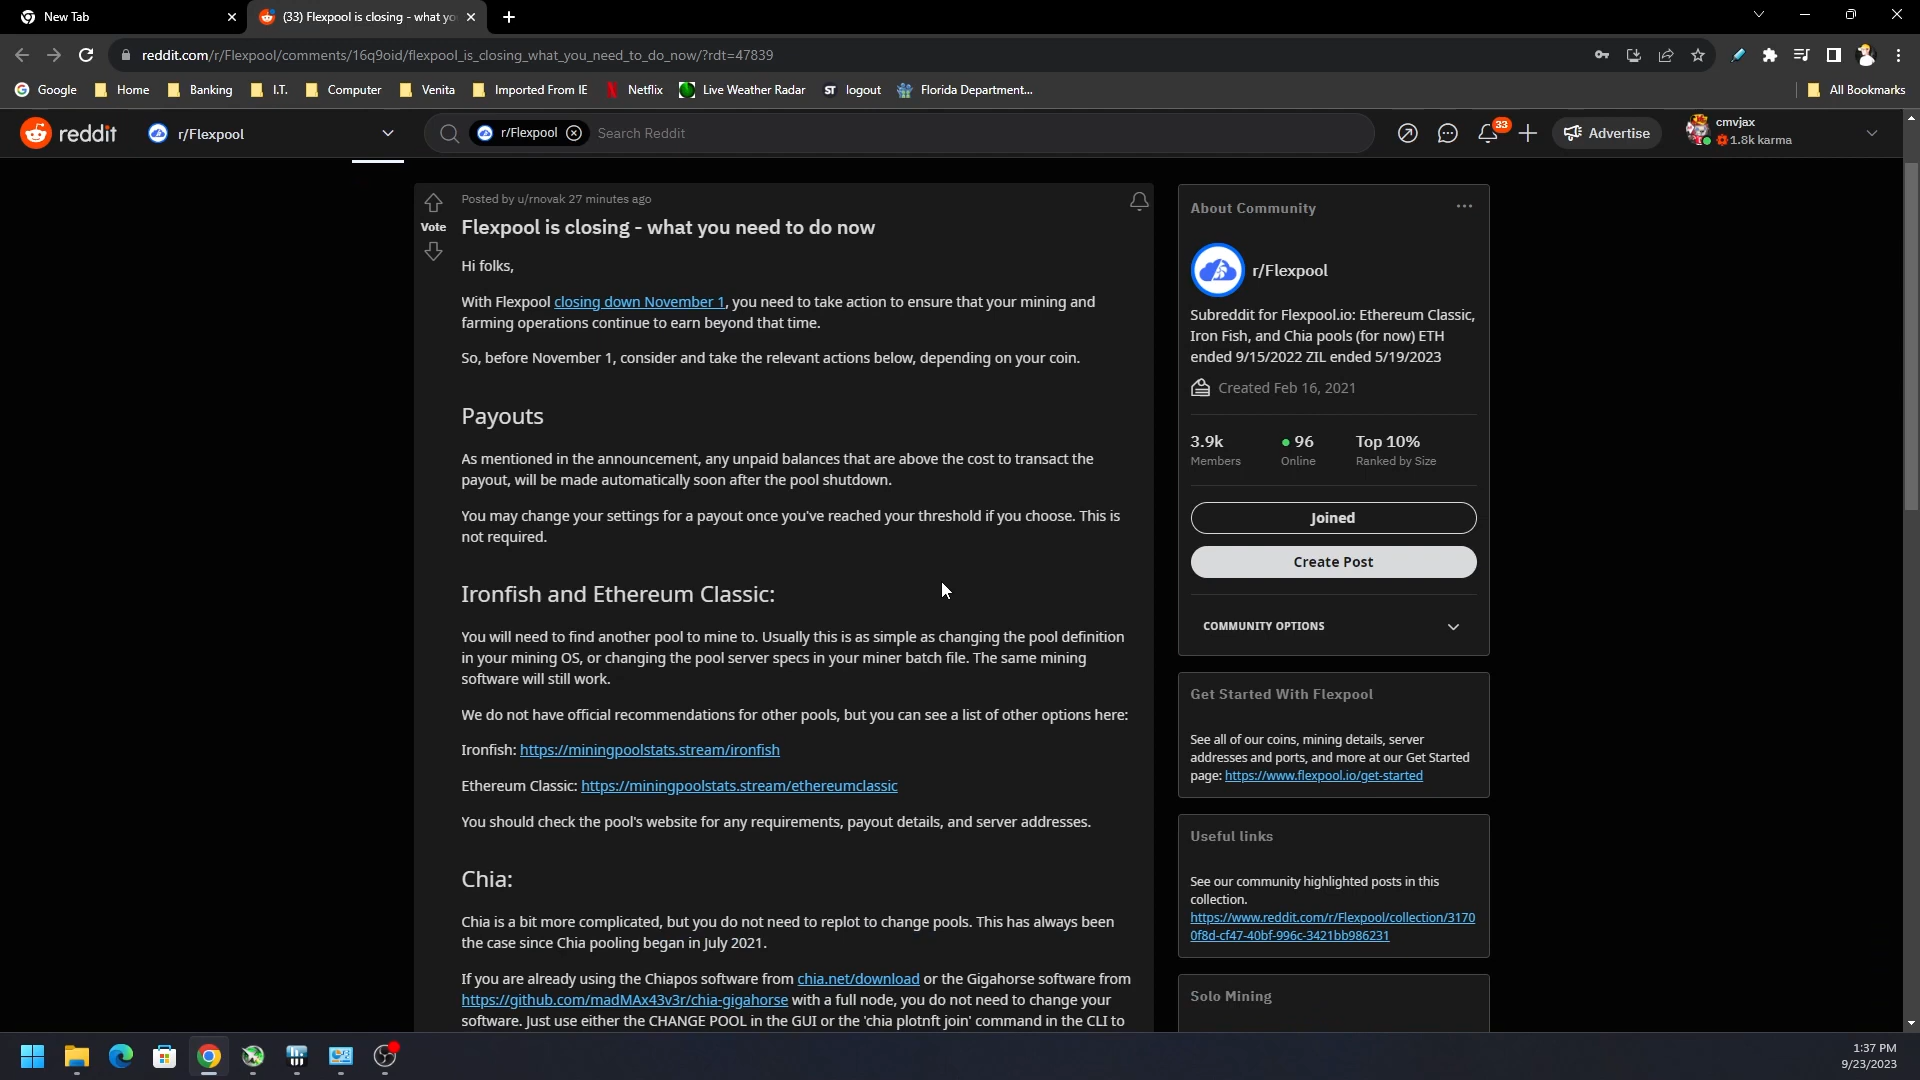 New Tab
(33) Flexpool is closing - what yo
reddit.com/r/Flexpool/comments/16q9oid/flexpool_is_closing_what_you_need_to_do_now/?rdt=47839
Google
Home
Banking
I.T.
Computer
Venita
Imported From IE
Netflix
Live Weather Radar
ST logout
Florida Department...
All Bookmarks
reddit
r/Flexpool
r/Flexpool
Search Reddit
33
Advertise
cmvjax
1.8k karma
Vote
Posted by u/rnovak 27 minutes ago
Flexpool is closing - what you need to do now
Hi folks,
With Flexpool closing down November 1, you need to take action to ensure that your mining and
farming operations continue to earn beyond that time.
So, before November 1, consider and take the relevant actions below, depending on your coin.
Payouts
As mentioned in the announcement, any unpaid balances that are above the cost to transact the
payout, will be made automatically soon after the pool shutdown.
You may change your settings for a payout once you've reached your threshold if you choose. This is
not required.
Ironfish and Ethereum Classic:
You will need to find another pool to mine to. Usually this is as simple as changing the pool definition
in your mining OS, or changing the pool server specs in your miner batch file. The same mining
software will still work.
We do not have official recommendations for other pools, but you can see a list of other options here:
Ironfish: https://miningpoolstats.stream/ironfish
Ethereum Classic: https://miningpoolstats.stream/ethereumclassic
You should check the pool's website for any requirements, payout details, and server addresses.
Chia:
Chia is a bit more complicated, but you do not need to replot to change pools. This has always been
the case since Chia pooling began in July 2021.
If you are already using the Chiapos software from chia.net/download or the Gigahorse software from
https://github.com/madMAx43v3r/chia-gigahorse with a full node, you do not need to change your
software. Just use either the CHANGE POOL in the GUI or the 'chia plotnft join' command in the CLI to
About Community
r/Flexpool
Subreddit for Flexpool.io: Ethereum Classic,
Iron Fish, and Chia pools (for now) ETH
ended 9/15/2022 ZIL ended 5/19/2023
Created Feb 16, 2021
3.9k
96
Top 10%
Members
Online
Ranked by Size
Joined
Create Post
COMMUNITY OPTIONS
Get Started With Flexpool
See all of our coins, mining details, server
addresses and ports, and more at our Get Started
page: https://www.flexpool.io/get-started
Useful links
See our community highlighted posts in this
collection.
https://www.reddit.com/r/Flexpool/collection/3170
0f8d-cf47-40bf-996c-3421bb986231
Solo Mining
1:37 PM
9/23/2023